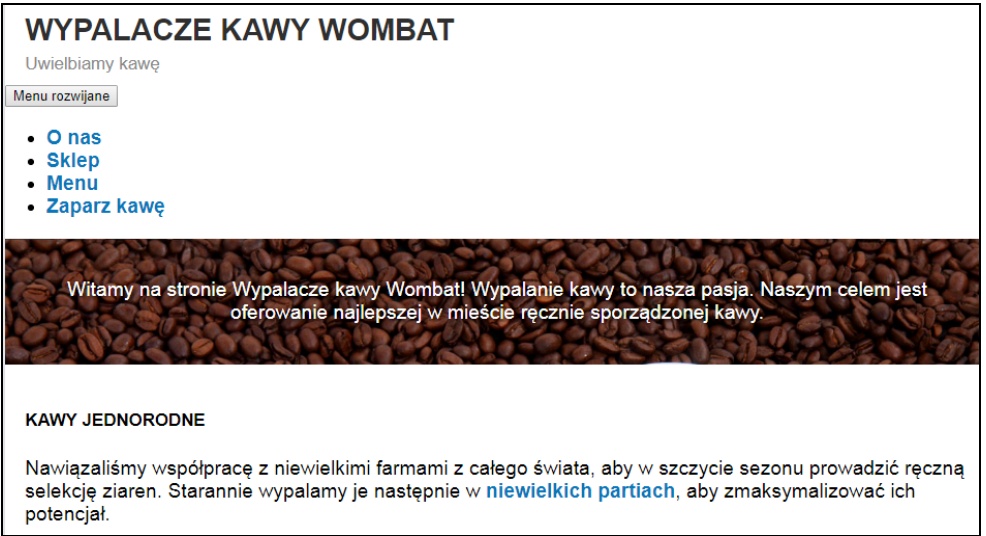 WYPALACZE KAWY WOMBAT
Uwielbiamy kawę
Menu rozwijane
O nas
Sklep
Menu
Zaparz kawę
Witamy na stronie Wypalacze kawy Wombat! Wypalanie kawy to nasza pasja. Naszym celem jest
oferowanie najlepszej w mieście ręcznie sporządzonej kawy.
KAWY JEDNORODNE
Nawiązaliśmy współpracę z niewielkimi farmami z całego świata, aby w szczycie sezonu prowadzić ręczną
selekcję ziaren. Starannie wypalamy je następnie w niewielkich partiach, aby zmaksymalizować ich
potencjał.